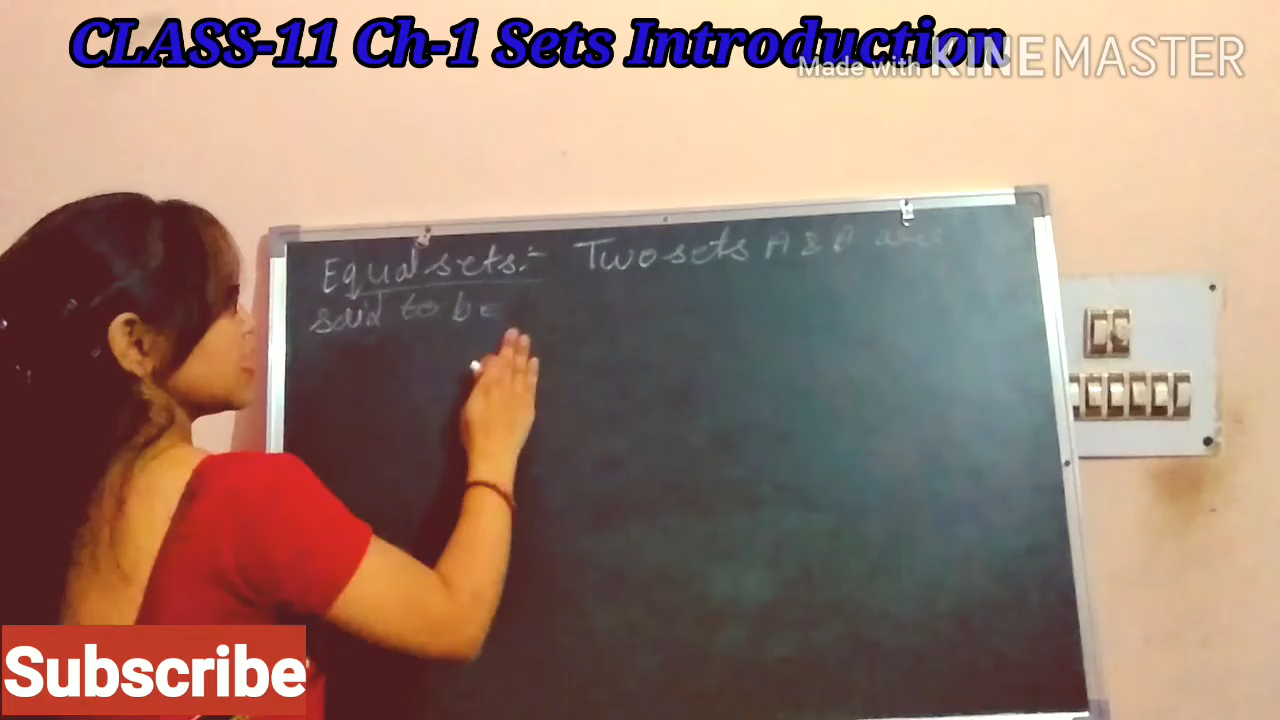 CLASS-11 Ch-1 Sets Introduction
Made with KINEMASTER
Equal sets:- Two sets A & B are
said to be
Subscribe